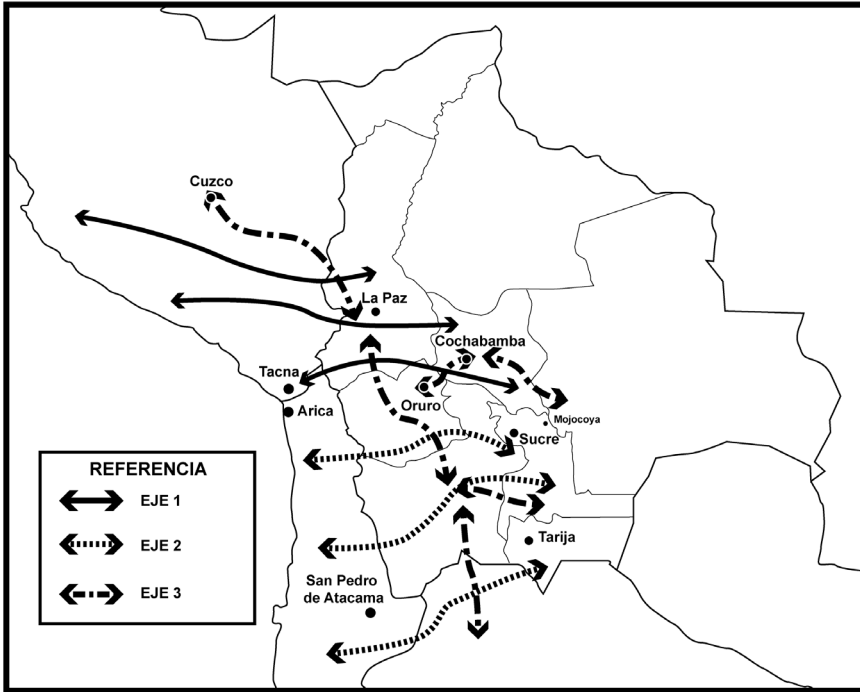 Cuzco
La Paz
Cochabamba
Tacna
Arica
Oruro
Mojocoya
Sucre
REFERENCIA
EJE 1
EJE 2
EJE 3
Tarija
San Pedro
de Atacama